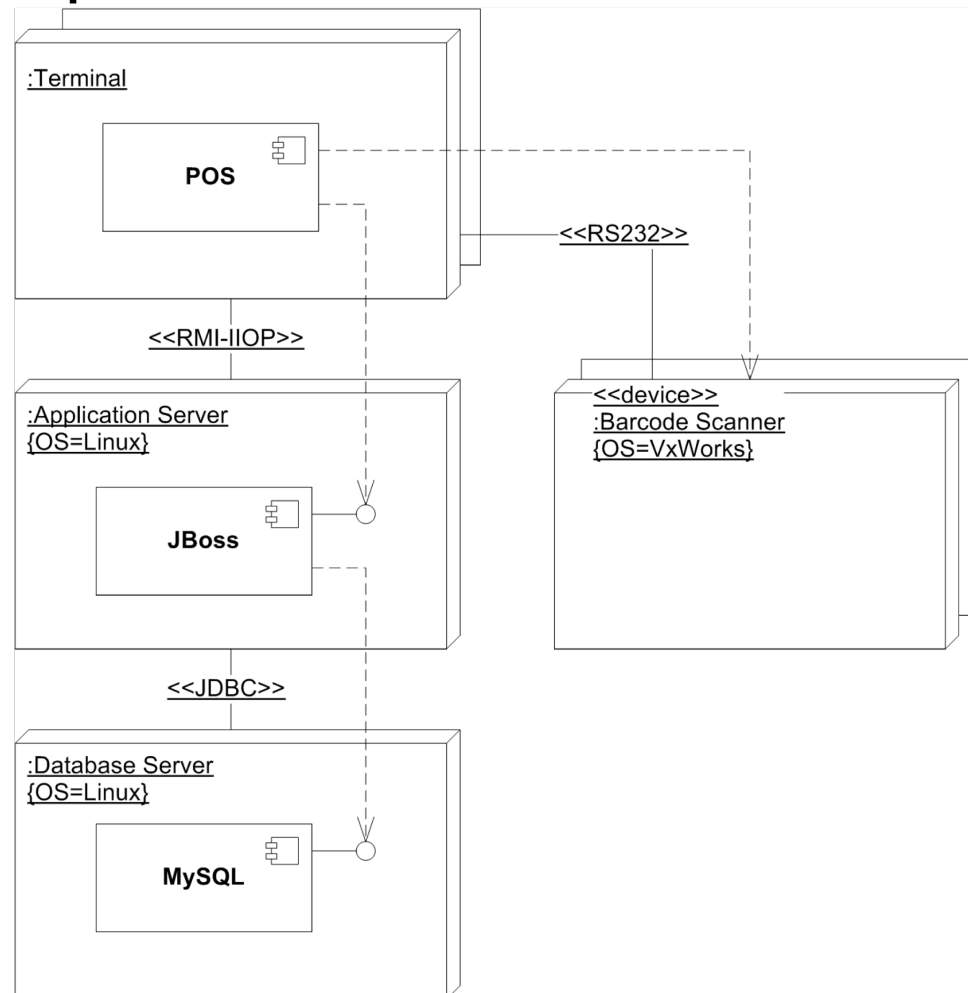 :Terminal
POS
<<RS232>>
<<RMI-IIOP>>
:Application Server
{OS=Linux}
JBoss
<<device>>
:Barcode Scanner
{OS=VxWorks}
<<JDBC>>
:Database Server
{OS=Linux}
MySQL